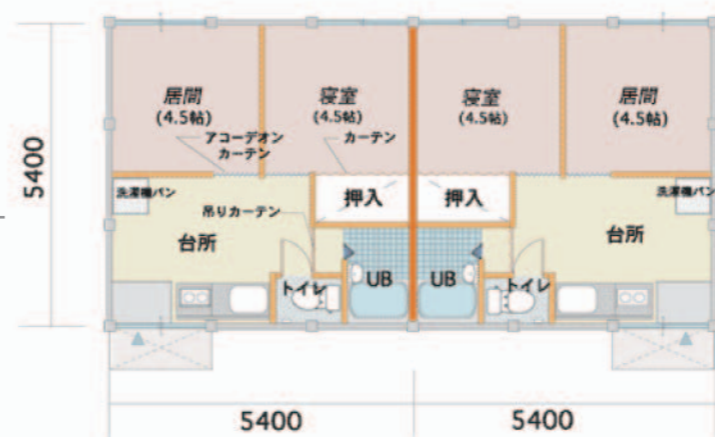 居間
(4.5帖)
寝室
(4.5帖)
寝室
(4.5帖)
居間
(4.5帖)
アコーデオン
カーテン
カーテン
5400
洗濯機パン
押入
押入
洗濯機パン
吊りカーテン
台所
台所
トイレ
UB
UB
トイレ
5400
5400